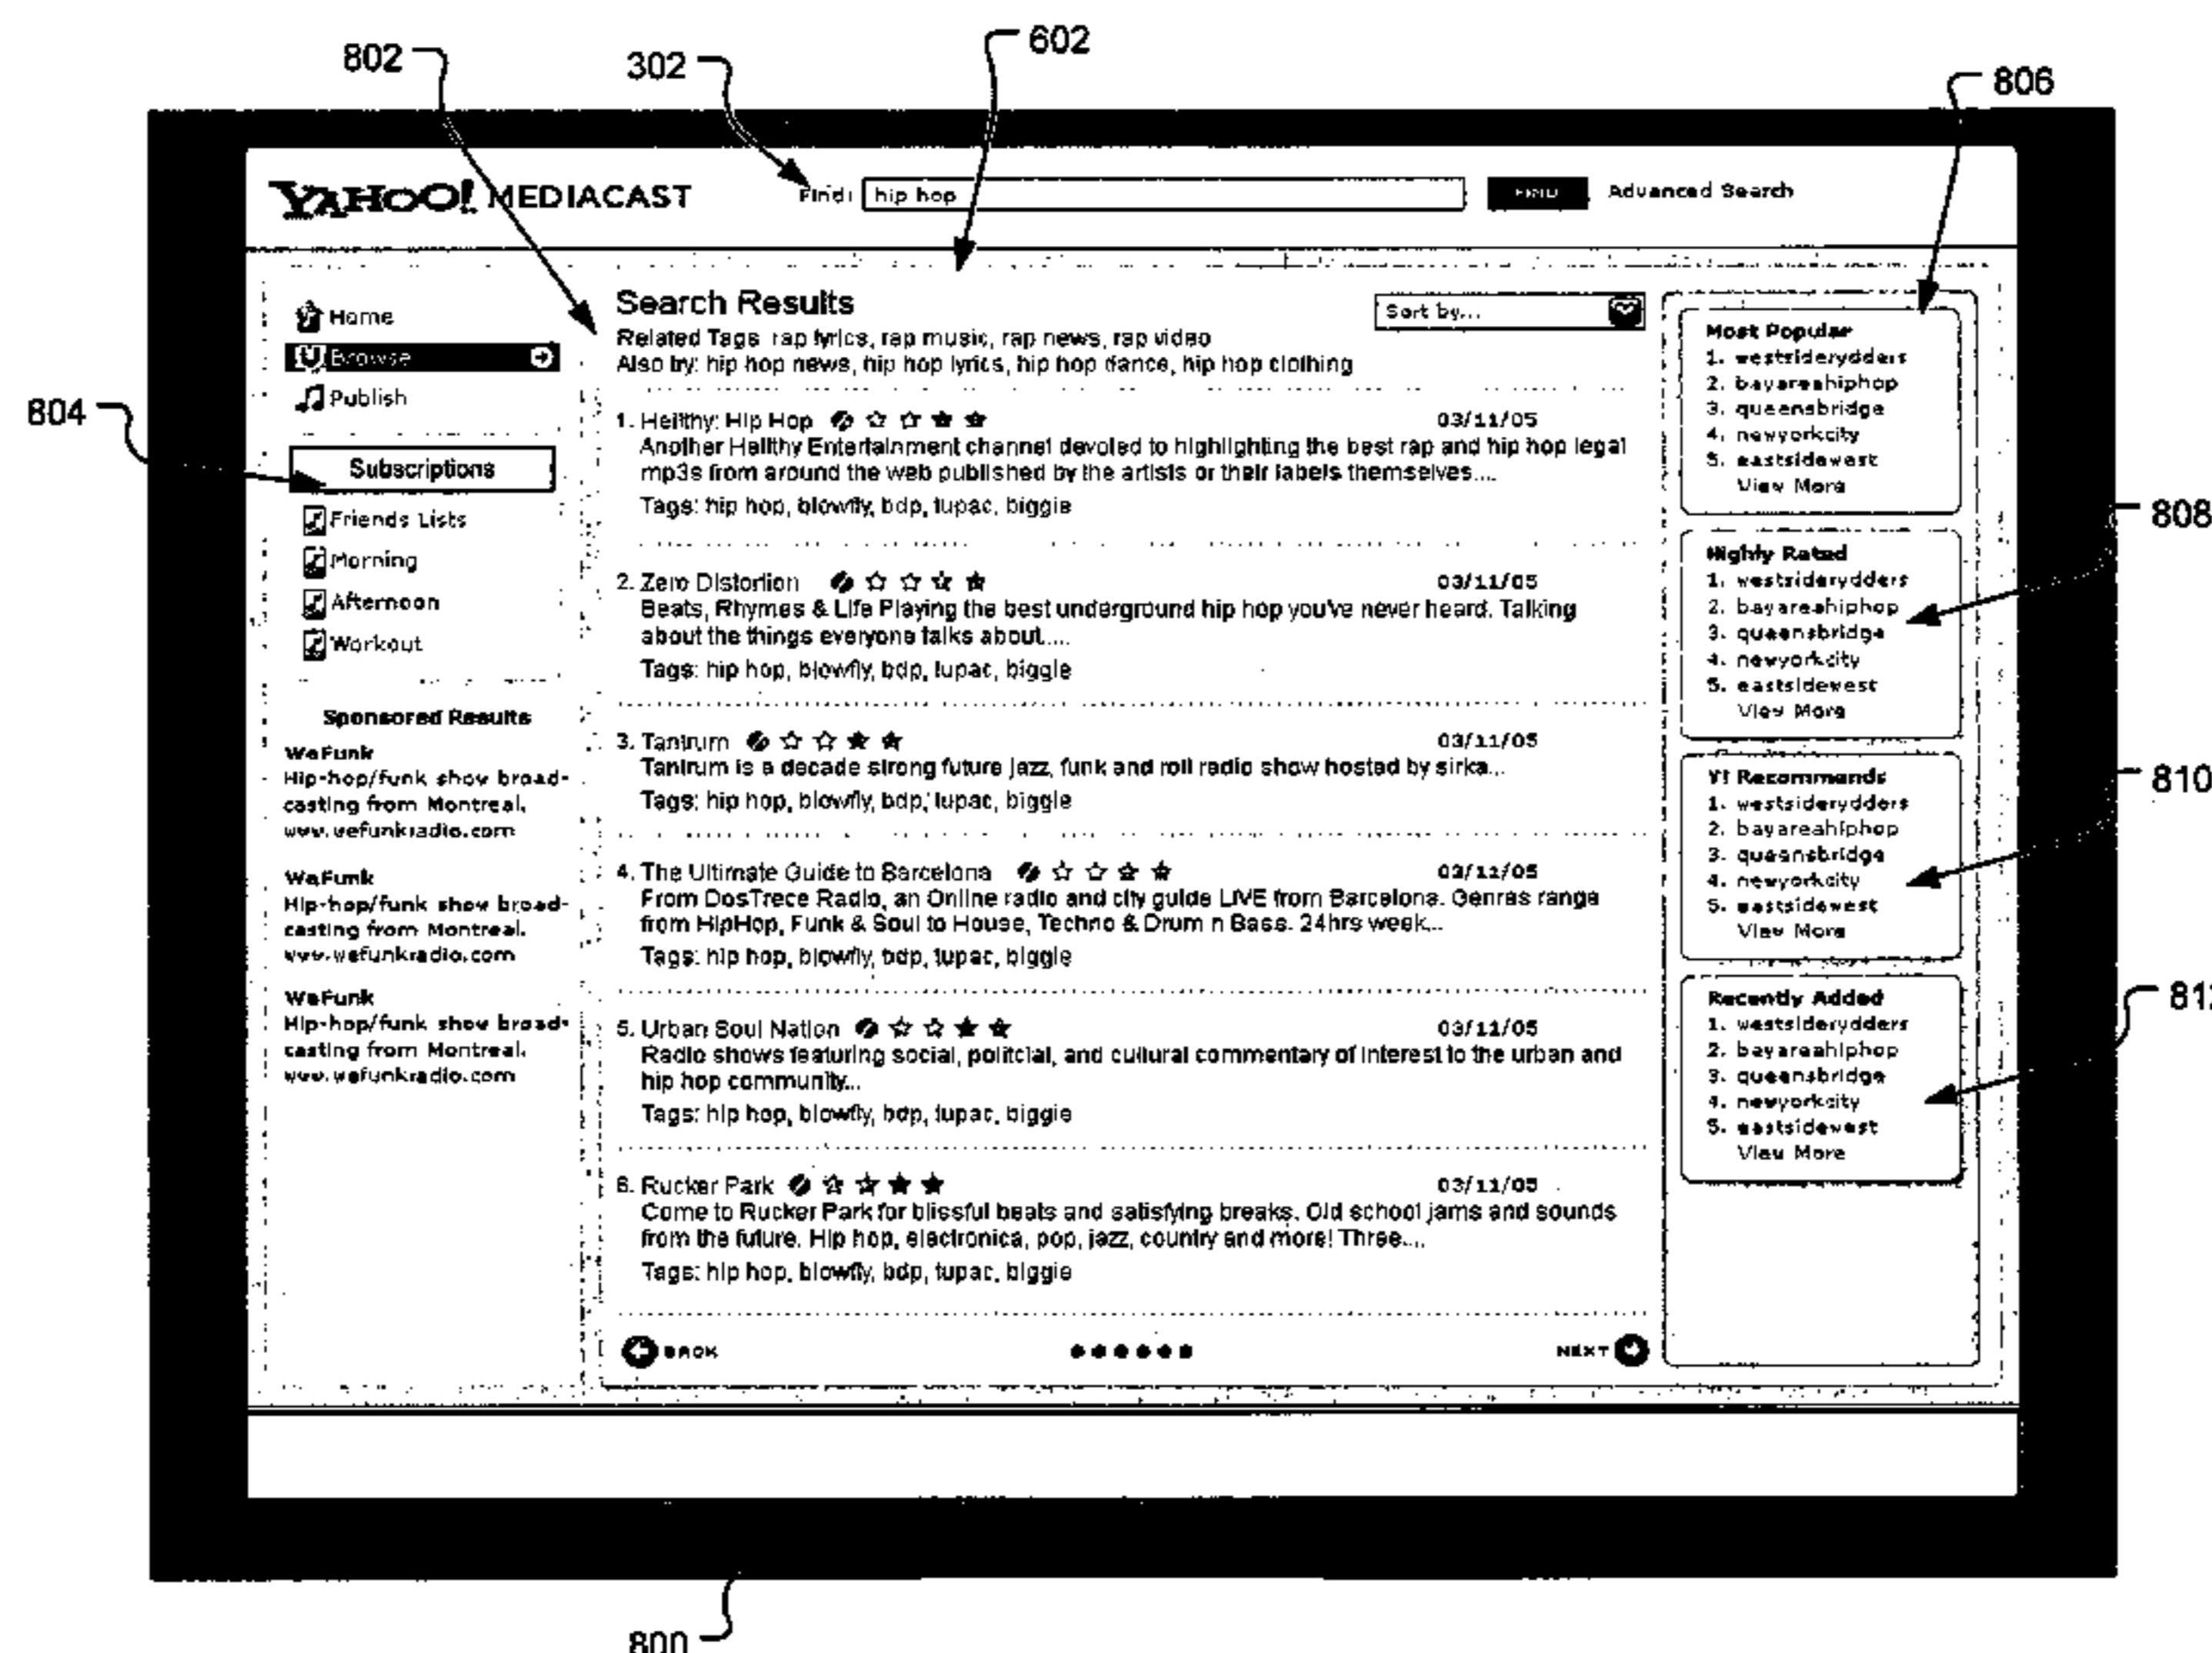 802
302
602
806
YAHOO! MEDIACAST
Find: hip hop
FIND
Advanced Search
Home
Browse
Publish
804
Subscriptions
Friends Lists
Morning
Afternoon
Workout
Sponsored Results
WeFunk
Hip-hop/funk show broad-
casting from Montreal.
www.wefunkradio.com
WeFunk
Hip-hop/funk show broad-
casting from Montreal.
www.wefunkradio.com
WeFunk
Hip-hop/funk show broad-
casting from Montreal.
www.wefunkradio.com
Search Results
Sort by...
Related Tags: rap lyrics, rap music, rap news, rap video
Also try: hip hop news, hip hop lyrics, hip hop dance, hip hop clothing
1. Hellthy: Hip Hop 03/11/05
Another Hellthy Entertainment channel devoted to highlighting the best rap and hip hop legal
mp3s from around the web published by the artists or their labels themselves....
Tags: hip hop, blowfly, bdp, tupac, biggie
2. Zero Distortion 03/11/05
Beats, Rhymes & Life Playing the best underground hip hop you've never heard. Talking
about the things everyone talks about....
Tags: hip hop, blowfly, bdp, tupac, biggie
3. Tantrum 03/11/05
Tantrum is a decade strong future jazz, funk and roll radio show hosted by sirka...
Tags: hip hop, blowfly, bdp, tupac, biggie
4. The Ultimate Guide to Barcelona 03/11/05
From DosTrece Radio, an Online radio and city guide LIVE from Barcelona. Genres range
from HipHop, Funk & Soul to House, Techno & Drum n Bass. 24hrs week...
Tags: hip hop, blowfly, bdp, tupac, biggie
5. Urban Soul Nation 03/11/05
Radio shows featuring social, politcial, and cultural commentary of interest to the urban and
hip hop community...
Tags: hip hop, blowfly, bdp, tupac, biggie
6. Rucker Park 03/11/05
Come to Rucker Park for blissful beats and satisfying breaks. Old school jams and sounds
from the future. Hip hop, electronica, pop, jazz, country and more! Three....
Tags: hip hop, blowfly, bdp, tupac, biggie
BACK
NEXT
Most Popular
1. westsiderydders
2. bayareahiphop
3. queensbridge
4. newyorkcity
5. eastsidewest
View More
808
Highly Rated
1. westsiderydders
2. bayareahiphop
3. queensbridge
4. newyorkcity
5. eastsidewest
View More
810
Y! Recommends
1. westsiderydders
2. bayareahiphop
3. queensbridge
4. newyorkcity
5. eastsidewest
View More
Recently Added
1. westsiderydders
2. bayareahiphop
3. queensbridge
4. newyorkcity
5. eastsidewest
View More
800